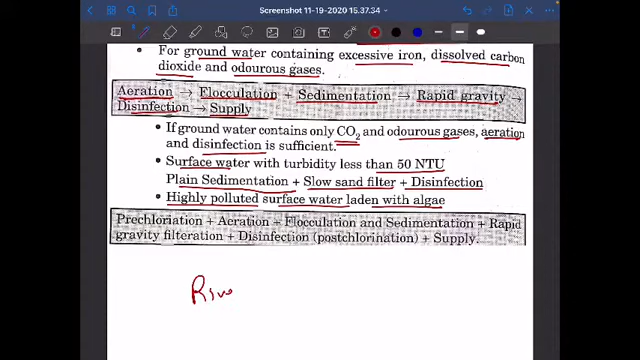 Screenshot 11-19-2020 15.37.34
• For ground water containing excessive iron, dissolved carbon
dioxide and odourous gases.
Aeration → Flocculation + Sedimentation → Rapid gravity →
Disinfection → Supply
• If ground water contains only CO₂ and odourous gases, aeration
and disinfection is sufficient.
• Surface water with turbidity less than 50 NTU
Plain Sedimentation + Slow sand filter + Disinfection
• Highly polluted surface water laden with algae
Prechloriation + Aeration + Flocculation and Sedimentation + Rapid
gravity filteration + Disinfection (postchlorination) + Supply.